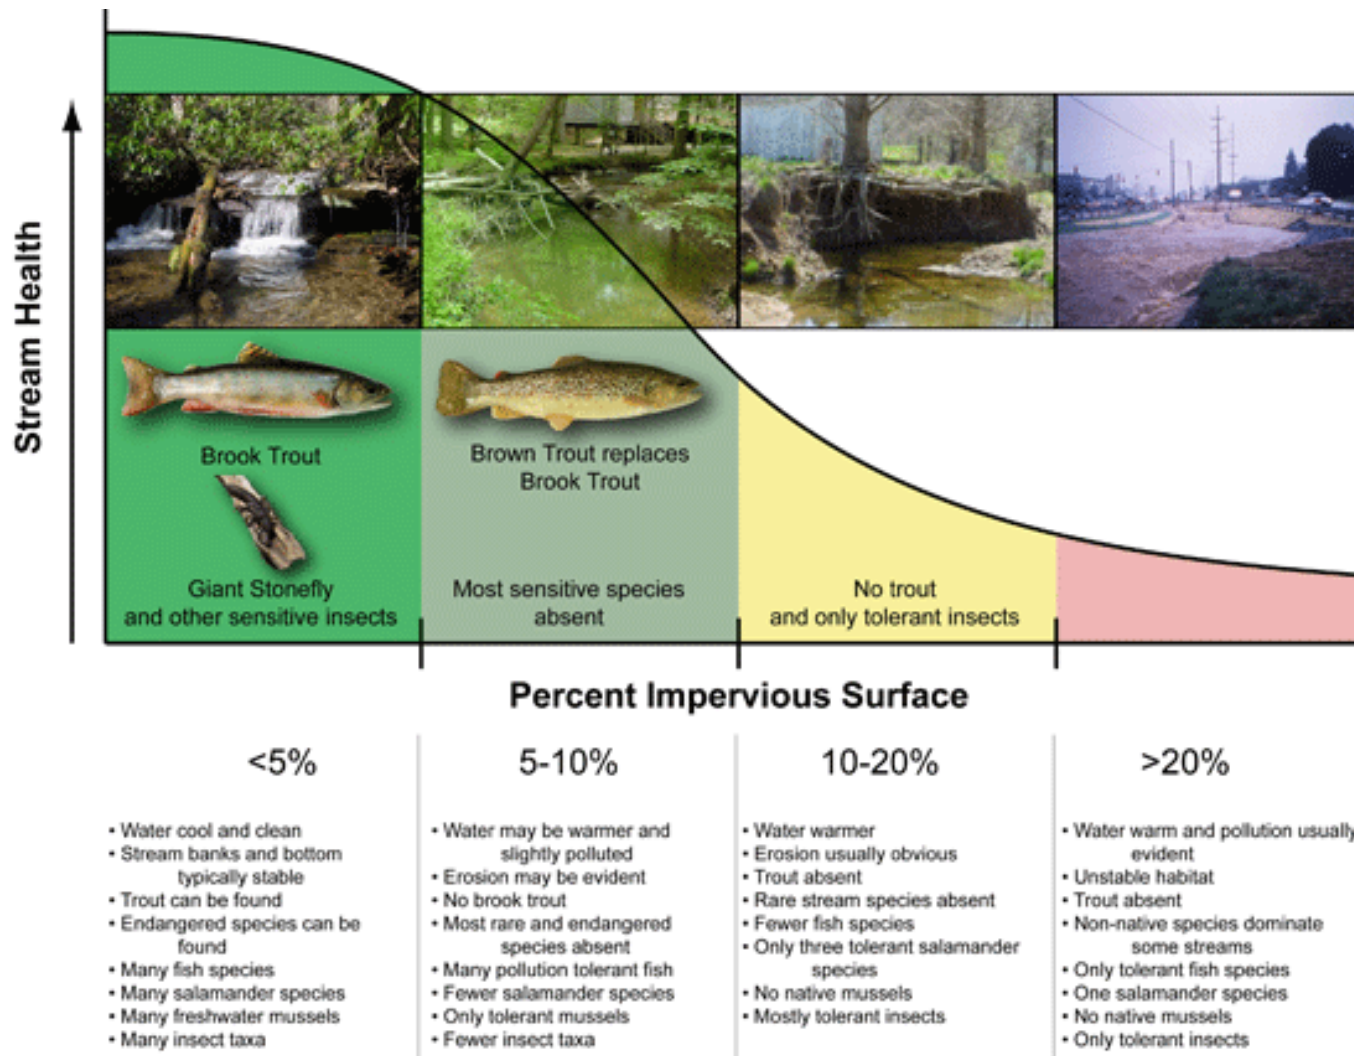 Stream Health
Brook Trout
Giant Stonefly
and other sensitive insects
Brown Trout replaces
Brook Trout
Most sensitive species
absent
No trout
and only tolerant insects
Percent Impervious Surface
<5%
• Water cool and clean
• Stream banks and bottom
typically stable
• Trout can be found
• Endangered species can be
found
• Many fish species
• Many salamander species
• Many freshwater mussels
• Many insect taxa
5-10%
• Water may be warmer and
slightly polluted
• Erosion may be evident
• No brook trout
• Most rare and endangered
species absent
• Many pollution tolerant fish
• Fewer salamander species
• Only tolerant mussels
• Fewer insect taxa
10-20%
• Water warmer
• Erosion usually obvious
• Trout absent
• Rare stream species absent
• Fewer fish species
• Only three tolerant salamander
species
• No native mussels
• Mostly tolerant insects
>20%
• Water warm and pollution usually
evident
• Unstable habitat
• Trout absent
• Non-native species dominate
some streams
• Only tolerant fish species
• One salamander species
• No native mussels
• Only tolerant insects